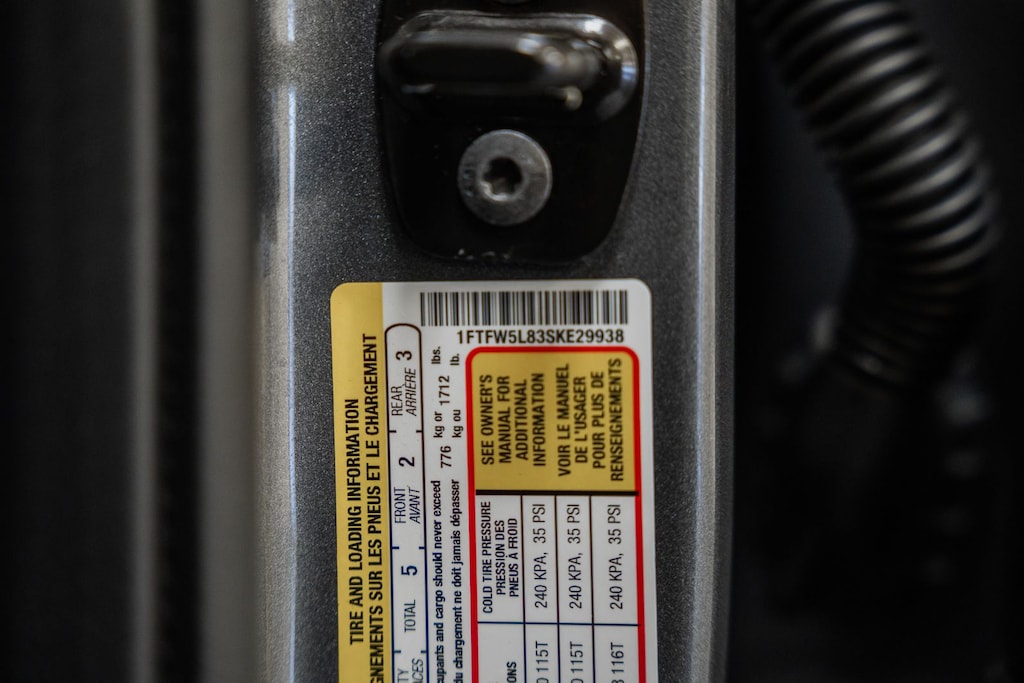 1FTFW5L83SKE29938
TIRE AND LOADING INFORMATION
GNEMENTS SUR LES PNEUS ET LE CHARGEMENT
TOTAL 5 FRONT 2 REAR 3
AVANT ARRIÈRE
upants and cargo should never exceed 776 kg or 1712 lbs.
du chargement ne doit jamais dépasser kg ou lb.
SEE OWNER'S
MANUAL FOR
ADDITIONAL
INFORMATION
VOIR LE MANUEL
DE L'USAGER
POUR PLUS DE
RENSEIGNEMENTS
COLD TIRE PRESSURE
PRESSION DES
PNEUS À FROID
240 KPA, 35 PSI
240 KPA, 35 PSI
240 KPA, 35 PSI
115T
115T
116T